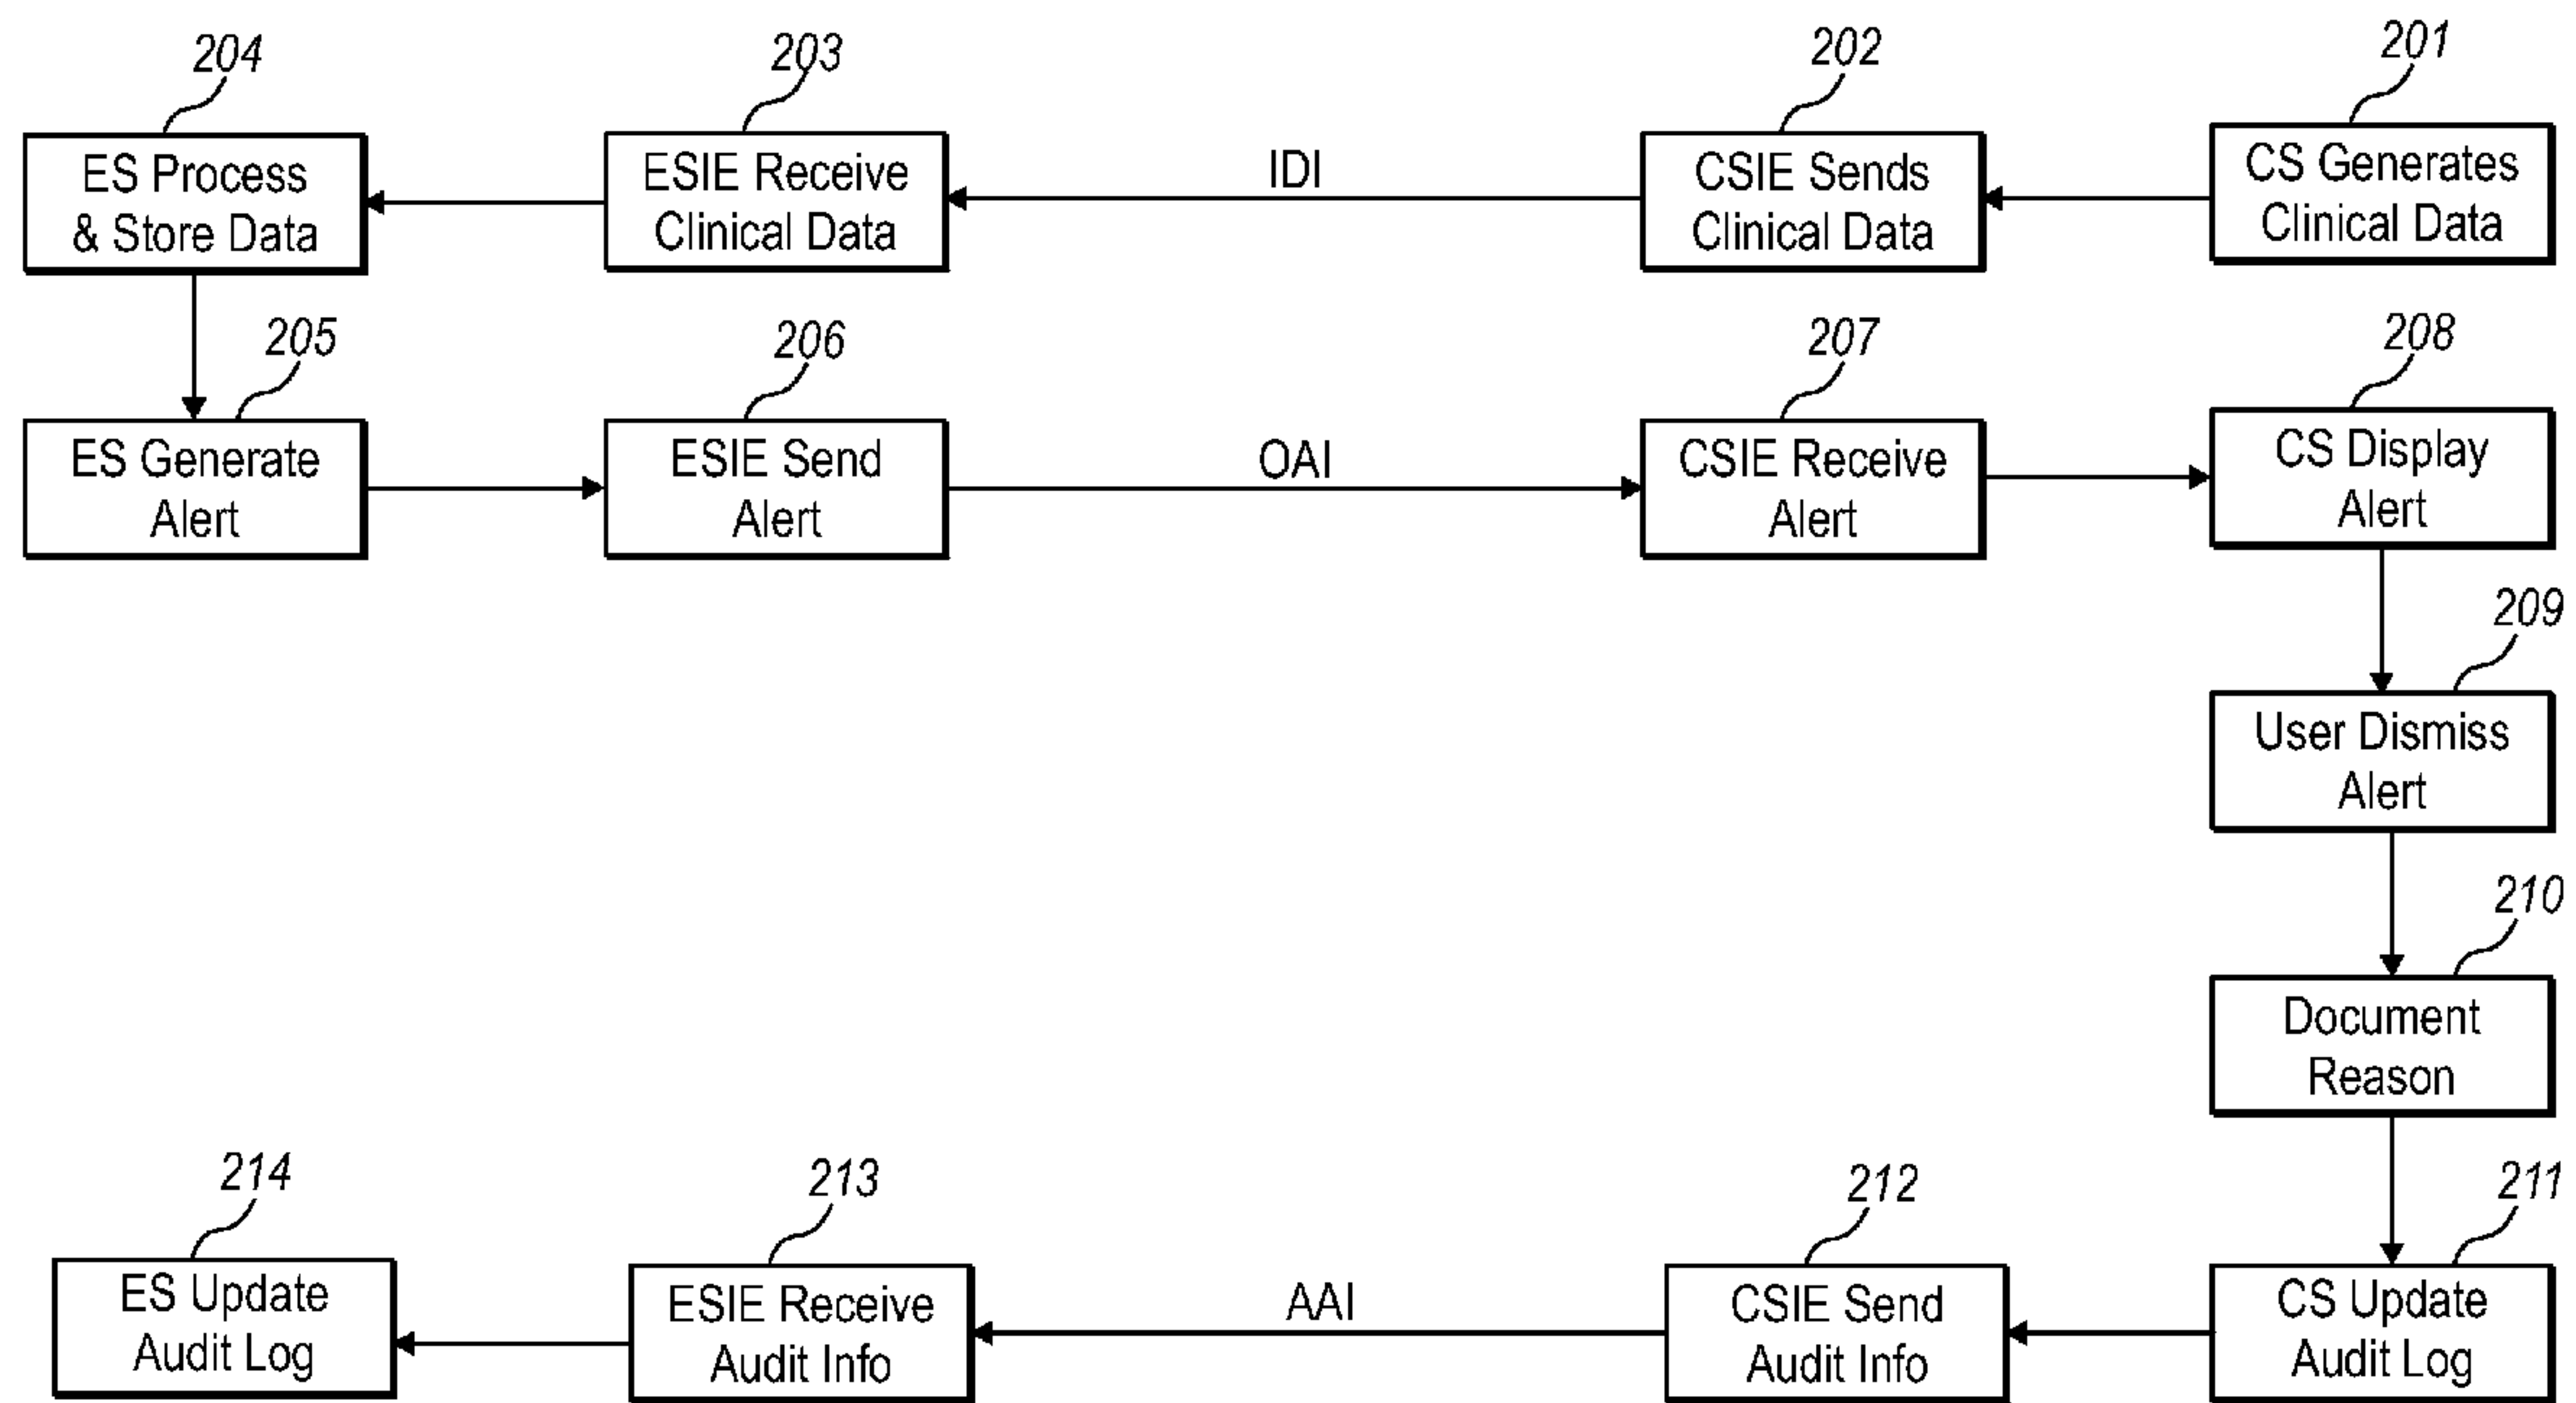 204
203
202
201
ES Process
& Store Data
ESIE Receive
Clinical Data
IDI
CSIE Sends
Clinical Data
CS Generates
Clinical Data
205
206
207
208
ES Generate
Alert
ESIE Send
Alert
OAI
CSIE Receive
Alert
CS Display
Alert
209
User Dismiss
Alert
210
Document
Reason
214
213
212
211
ES Update
Audit Log
ESIE Receive
Audit Info
AAI
CSIE Send
Audit Info
CS Update
Audit Log